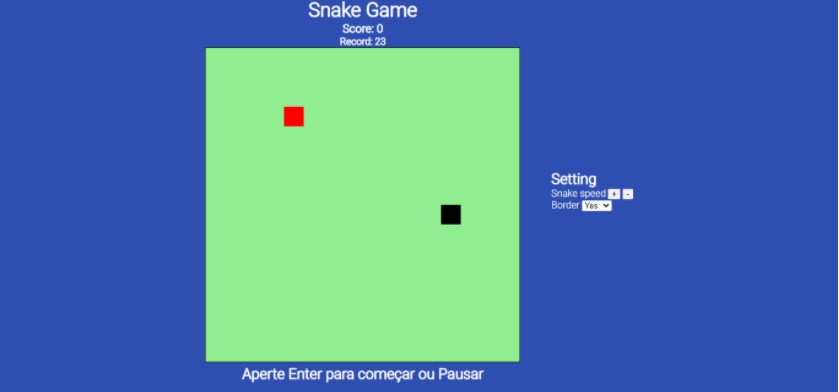 Snake Game
Score: 0
Record: 23
Setting
Snake speed + -
Border Yes:
Aperte Enter para começar ou Pausar